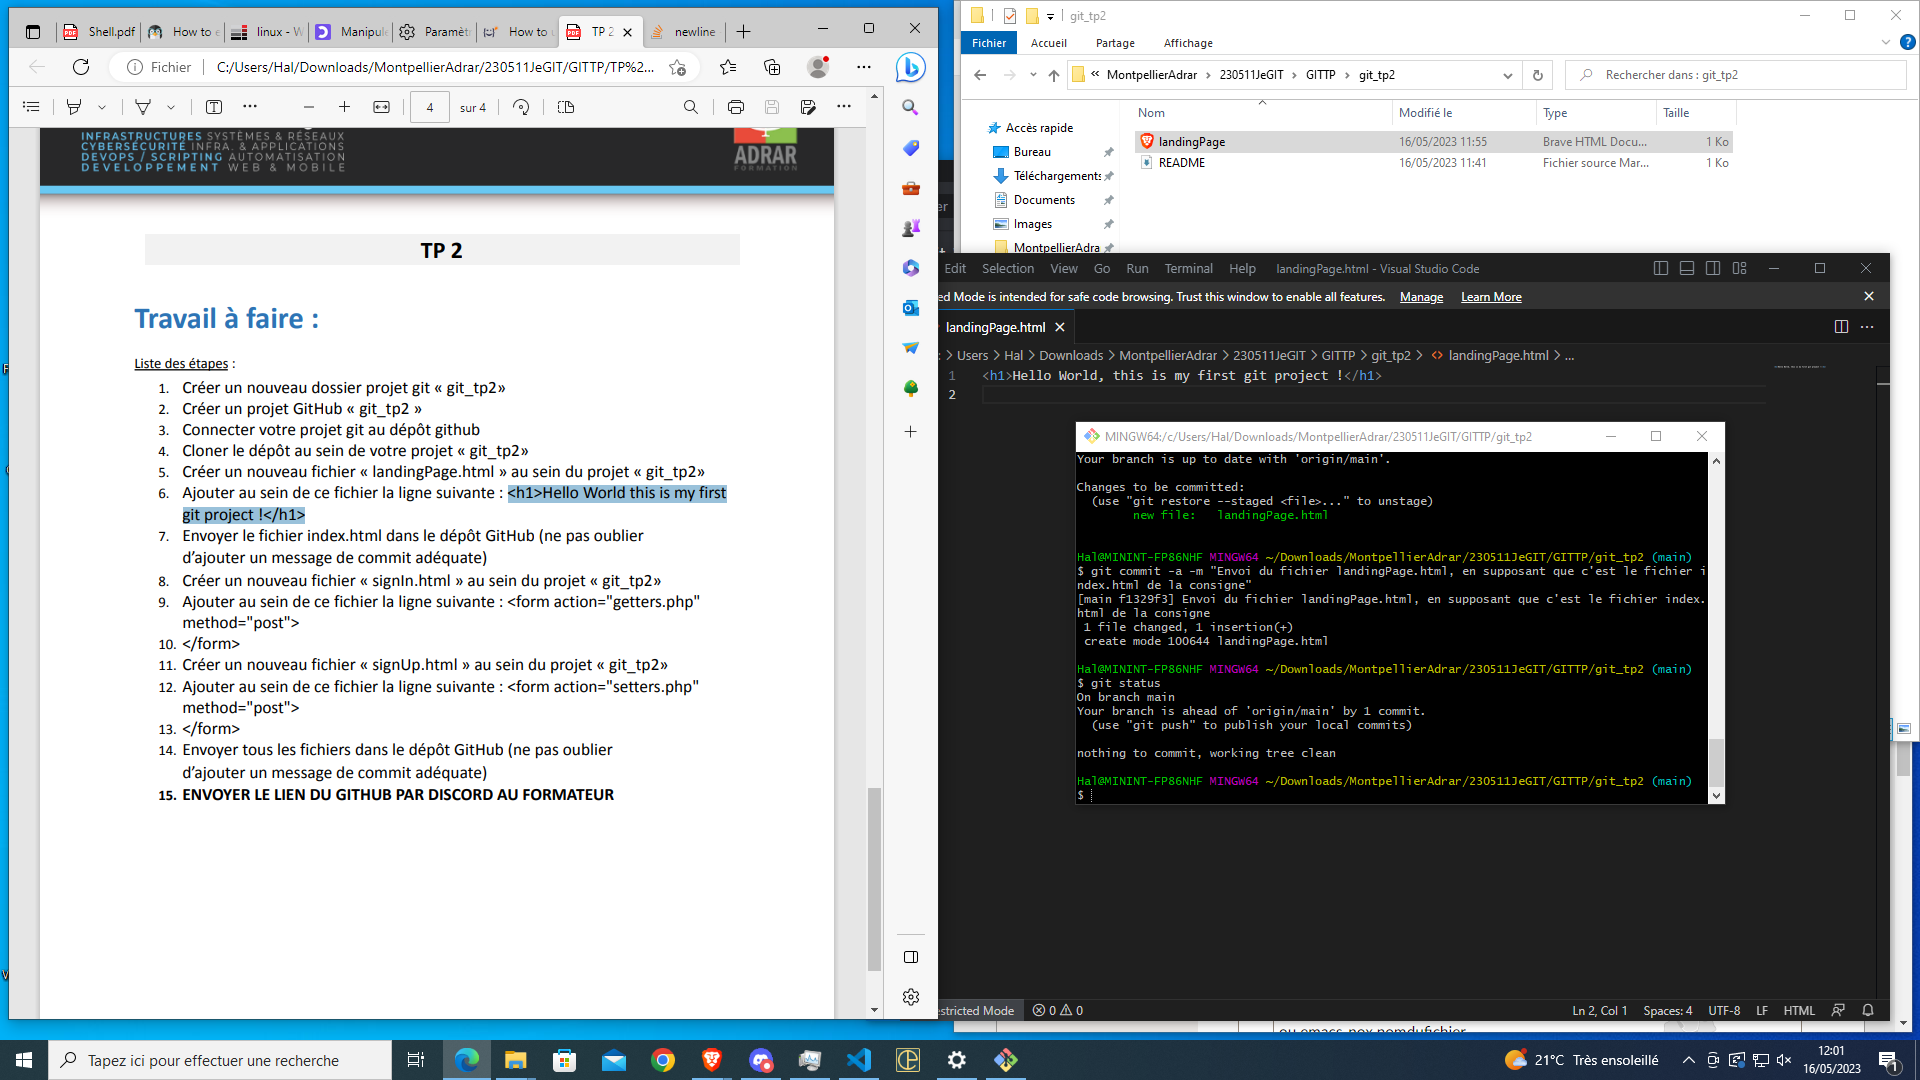 Shell.pdf
How to e
linux - W
Manipule
Paramèt
How to u
TP 2
newline
Fichier
C:/Users/Hal/Downloads/MontpellierAdrar/230511JeGIT/GITTP/TP%2...
4
sur 4
INFRASTRUCTURES SYSTÈMES & RÉSEAUX
CYBERSÉCURITÉ INFRA. & APPLICATIONS
DEVOPS / SCRIPTING AUTOMATISATION
DEVELOPPEMENT WEB & MOBILE
ADRAR
FORMATION
TP 2
Travail à faire :
Liste des étapes :
1. Créer un nouveau dossier projet git « git_tp2»
2. Créer un projet GitHub « git_tp2 »
3. Connecter votre projet git au dépôt github
4. Cloner le dépôt au sein de votre projet « git_tp2»
5. Créer un nouveau fichier « landingPage.html » au sein du projet « git_tp2»
6. Ajouter au sein de ce fichier la ligne suivante : <h1>Hello World this is my first
git project !</h1>
7. Envoyer le fichier index.html dans le dépôt GitHub (ne pas oublier
d'ajouter un message de commit adéquate)
8. Créer un nouveau fichier « signIn.html » au sein du projet « git_tp2»
9. Ajouter au sein de ce fichier la ligne suivante : <form action="getters.php"
method="post">
10. </form>
11. Créer un nouveau fichier « signUp.html » au sein du projet « git_tp2»
12. Ajouter au sein de ce fichier la ligne suivante : <form action="setters.php"
method="post">
13. </form>
14. Envoyer tous les fichiers dans le dépôt GitHub (ne pas oublier
d'ajouter un message de commit adéquate)
15. ENVOYER LE LIEN DU GITHUB PAR DISCORD AU FORMATEUR
git_tp2
Fichier
Accueil
Partage
Affichage
« MontpellierAdrar > 230511JeGIT > GITTP > git_tp2
Rechercher dans : git_tp2
Nom
Modifié le
Type
Taille
Accès rapide
Bureau
Téléchargements
Documents
Images
MontpellierAdra
landingPage 16/05/2023 11:55 Brave HTML Docu... 1 Ko
README 16/05/2023 11:41 Fichier source Mar... 1 Ko
er
Edit Selection View Go Run Terminal Help
landingPage.html - Visual Studio Code
ed Mode is intended for safe code browsing. Trust this window to enable all features.
Manage
Learn More
landingPage.html
: > Users > Hal > Downloads > MontpellierAdrar > 230511JeGIT > GITTP > git_tp2 > <> landingPage.html > ...
1 <h1>Hello World, this is my first git project !</h1>
2
MINGW64:/c/Users/Hal/Downloads/MontpellierAdrar/230511JeGIT/GITTP/git_tp2
Your branch is up to date with 'origin/main'.
Changes to be committed:
(use "git restore --staged <file>..." to unstage)
new file: landingPage.html
Hal@MININT-FP86NHF MINGW64 ~/Downloads/MontpellierAdrar/230511JeGIT/GITTP/git_tp2 (main)
$ git commit -a -m "Envoi du fichier landingPage.html, en supposant que c'est le fichier i
ndex.html de la consigne"
[main f1329f3] Envoi du fichier landingPage.html, en supposant que c'est le fichier index.
html de la consigne
1 file changed, 1 insertion(+)
create mode 100644 landingPage.html
Hal@MININT-FP86NHF MINGW64 ~/Downloads/MontpellierAdrar/230511JeGIT/GITTP/git_tp2 (main)
$ git status
On branch main
Your branch is ahead of 'origin/main' by 1 commit.
(use "git push" to publish your local commits)
nothing to commit, working tree clean
Hal@MININT-FP86NHF MINGW64 ~/Downloads/MontpellierAdrar/230511JeGIT/GITTP/git_tp2 (main)
$
estricted Mode
0
0
Ln 2, Col 1
Spaces: 4
UTF-8
LF
HTML
ou emacs-nox nomdufichier
Tapez ici pour effectuer une recherche
21°C Très ensoleillé
12:01
16/05/2023
1